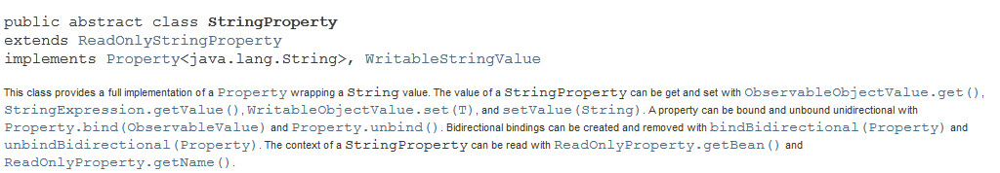 public abstract class StringProperty
extends ReadOnlyStringProperty
implements Property<java.lang.String>, WritableStringValue
This class provides a full implementation of a Property wrapping a String value. The value of a StringProperty can be get and set with ObservableObjectValue.get(),
StringExpression.getValue(), WritableObjectValue.set(T), and setValue(String). A property can be bound and unbound unidirectional with
Property.bind(ObservableValue) and Property.unbind(). Bidirectional bindings can be created and removed with bindBidirectional(Property) and
unbindBidirectional(Property). The context of a StringProperty can be read with ReadOnlyProperty.getBean() and
ReadOnlyProperty.getName().